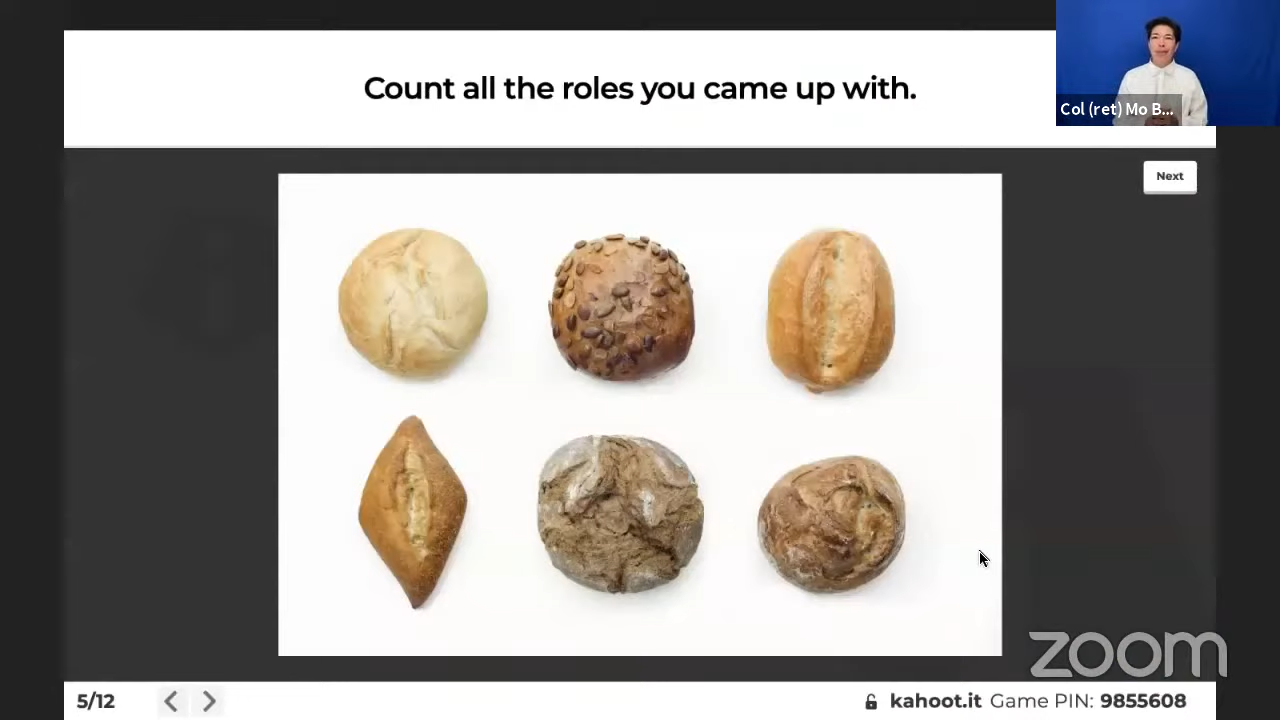 Count all the roles you came up with.
Col (ret) Mo B...
Next
zoom
5/12
kahoot.it Game PIN: 9855608